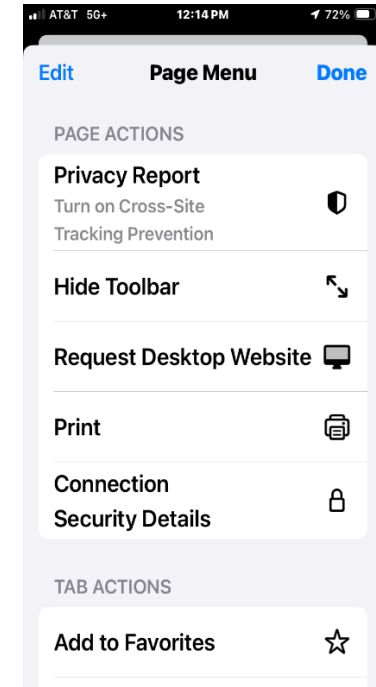 AT&T 5G+ 12:14 PM 72%
Edit Page Menu Done
PAGE ACTIONS
Privacy Report
Turn on Cross-Site
Tracking Prevention
Hide Toolbar
Request Desktop Website
Print
Connection
Security Details
TAB ACTIONS
Add to Favorites